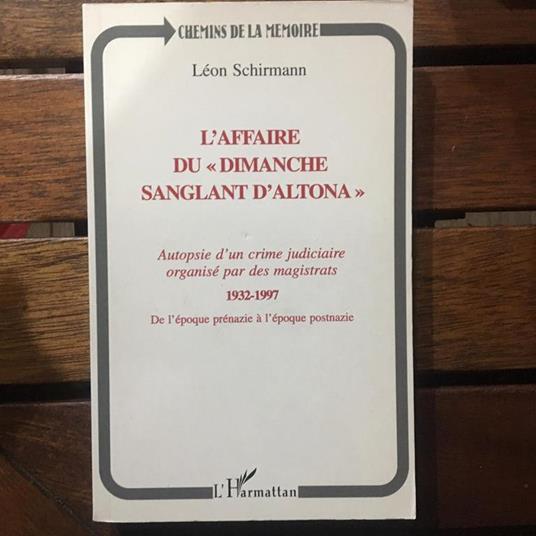 CHEMINS DE LA MEMOIRE
Léon Schirmann
L'AFFAIRE
DU « DIMANCHE
SANGLANT D'ALTONA »
Autopsie d'un crime judiciaire
organisé par des magistrats
1932-1997
De l'époque prénazie à l'époque postnazie
L'Harmattan